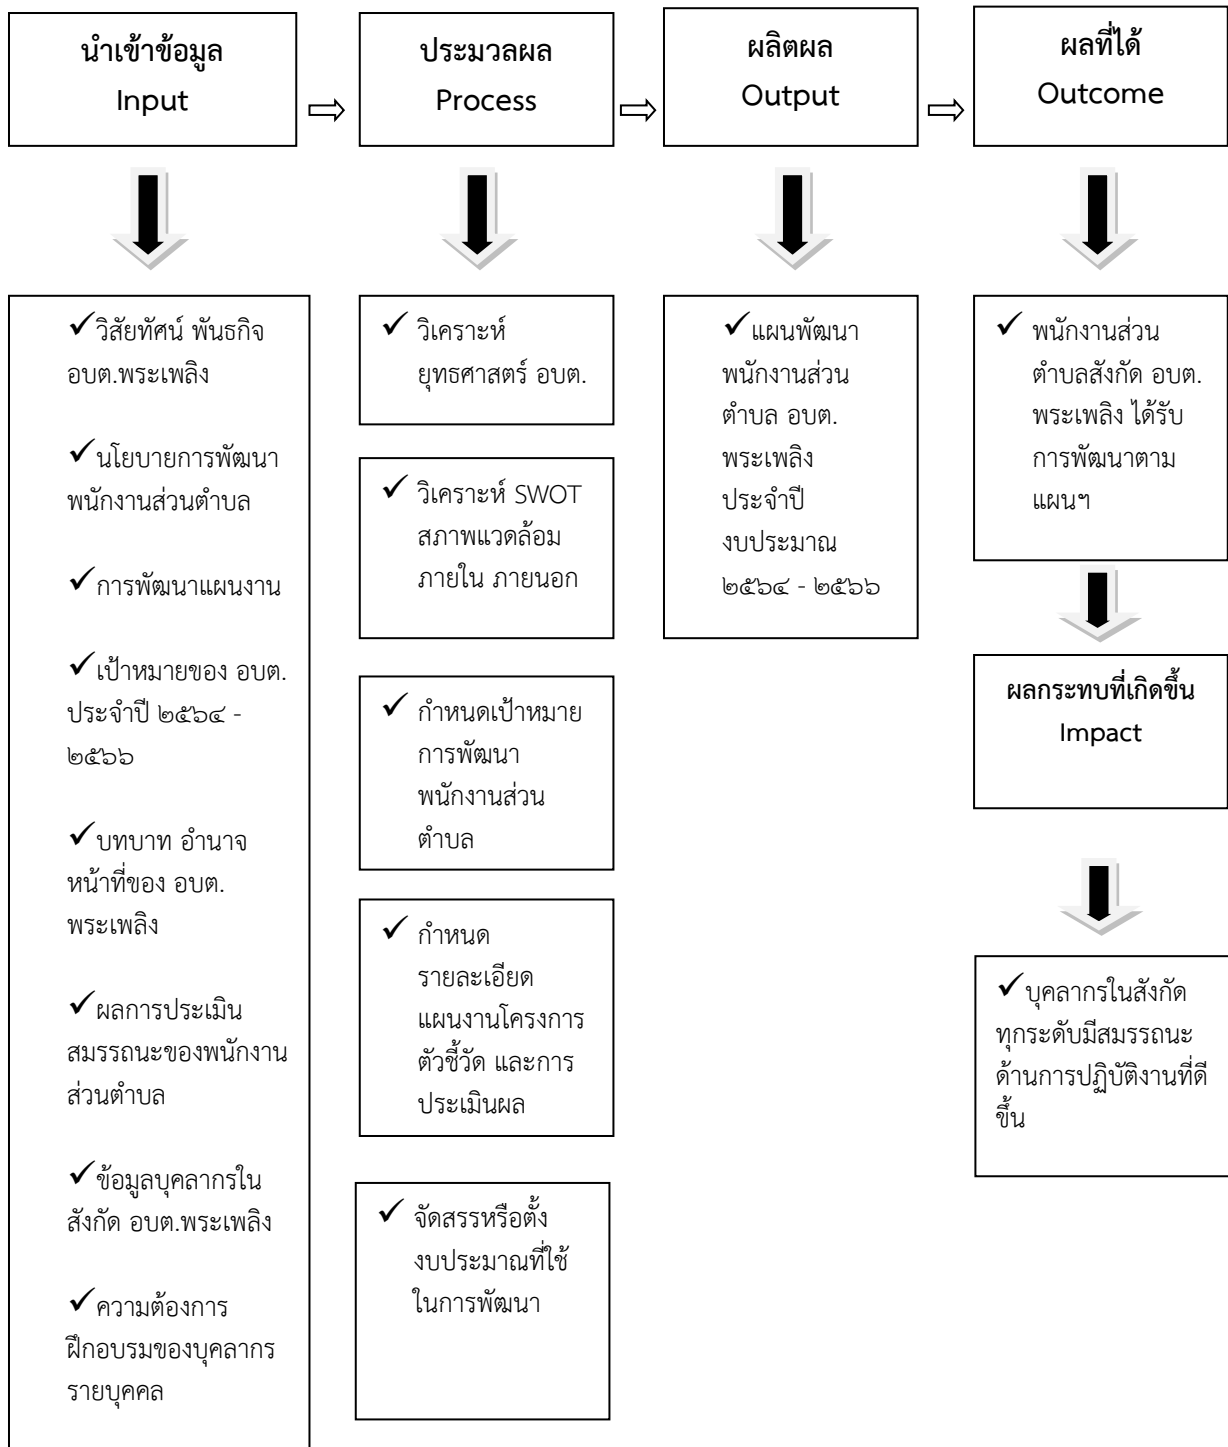 นำเข้าข้อมูล
Input
ประมวลผล
Process
ผลิตผล
Output
ผลที่ได้
Outcome
✓วิสัยทัศน์ พันธกิจ
อบต.พระเพลิง
✓นโยบายการพัฒนา
พนักงานส่วนตำบล
✓การพัฒนาแผนงาน
✓เป้าหมายของ อบต.
ประจำปี ๒๕๖๔ -
๒๕๖๖
✓บทบาท อำนาจ
หน้าที่ของ อบต.
พระเพลิง
✓ผลการประเมิน
สมรรถนะของพนักงาน
ส่วนตำบล
✓ข้อมูลบุคลากรใน
สังกัด อบต.พระเพลิง
✓ความต้องการ
ฝึกอบรมของบุคลากร
รายบุคคล
✓ วิเคราะห์
ยุทธศาสตร์ อบต.
✓ วิเคราะห์ SWOT
สภาพแวดล้อม
ภายใน ภายนอก
✓ กำหนดเป้าหมาย
การพัฒนา
พนักงานส่วน
ตำบล
✓ กำหนด
รายละเอียด
แผนงานโครงการ
ตัวชี้วัด และการ
ประเมินผล
✓ จัดสรรหรือตั้ง
งบประมาณที่ใช้
ในการพัฒนา
✓แผนพัฒนา
พนักงานส่วน
ตำบล อบต.
พระเพลิง
ประจำปี
งบประมาณ
๒๕๖๔ - ๒๕๖๖
✓ พนักงานส่วน
ตำบลสังกัด อบต.
พระเพลิง ได้รับ
การพัฒนาตาม
แผนฯ
ผลกระทบที่เกิดขึ้น
Impact
✓บุคลากรในสังกัด
ทุกระดับมีสมรรถนะ
ด้านการปฏิบัติงานที่ดี
ขึ้น